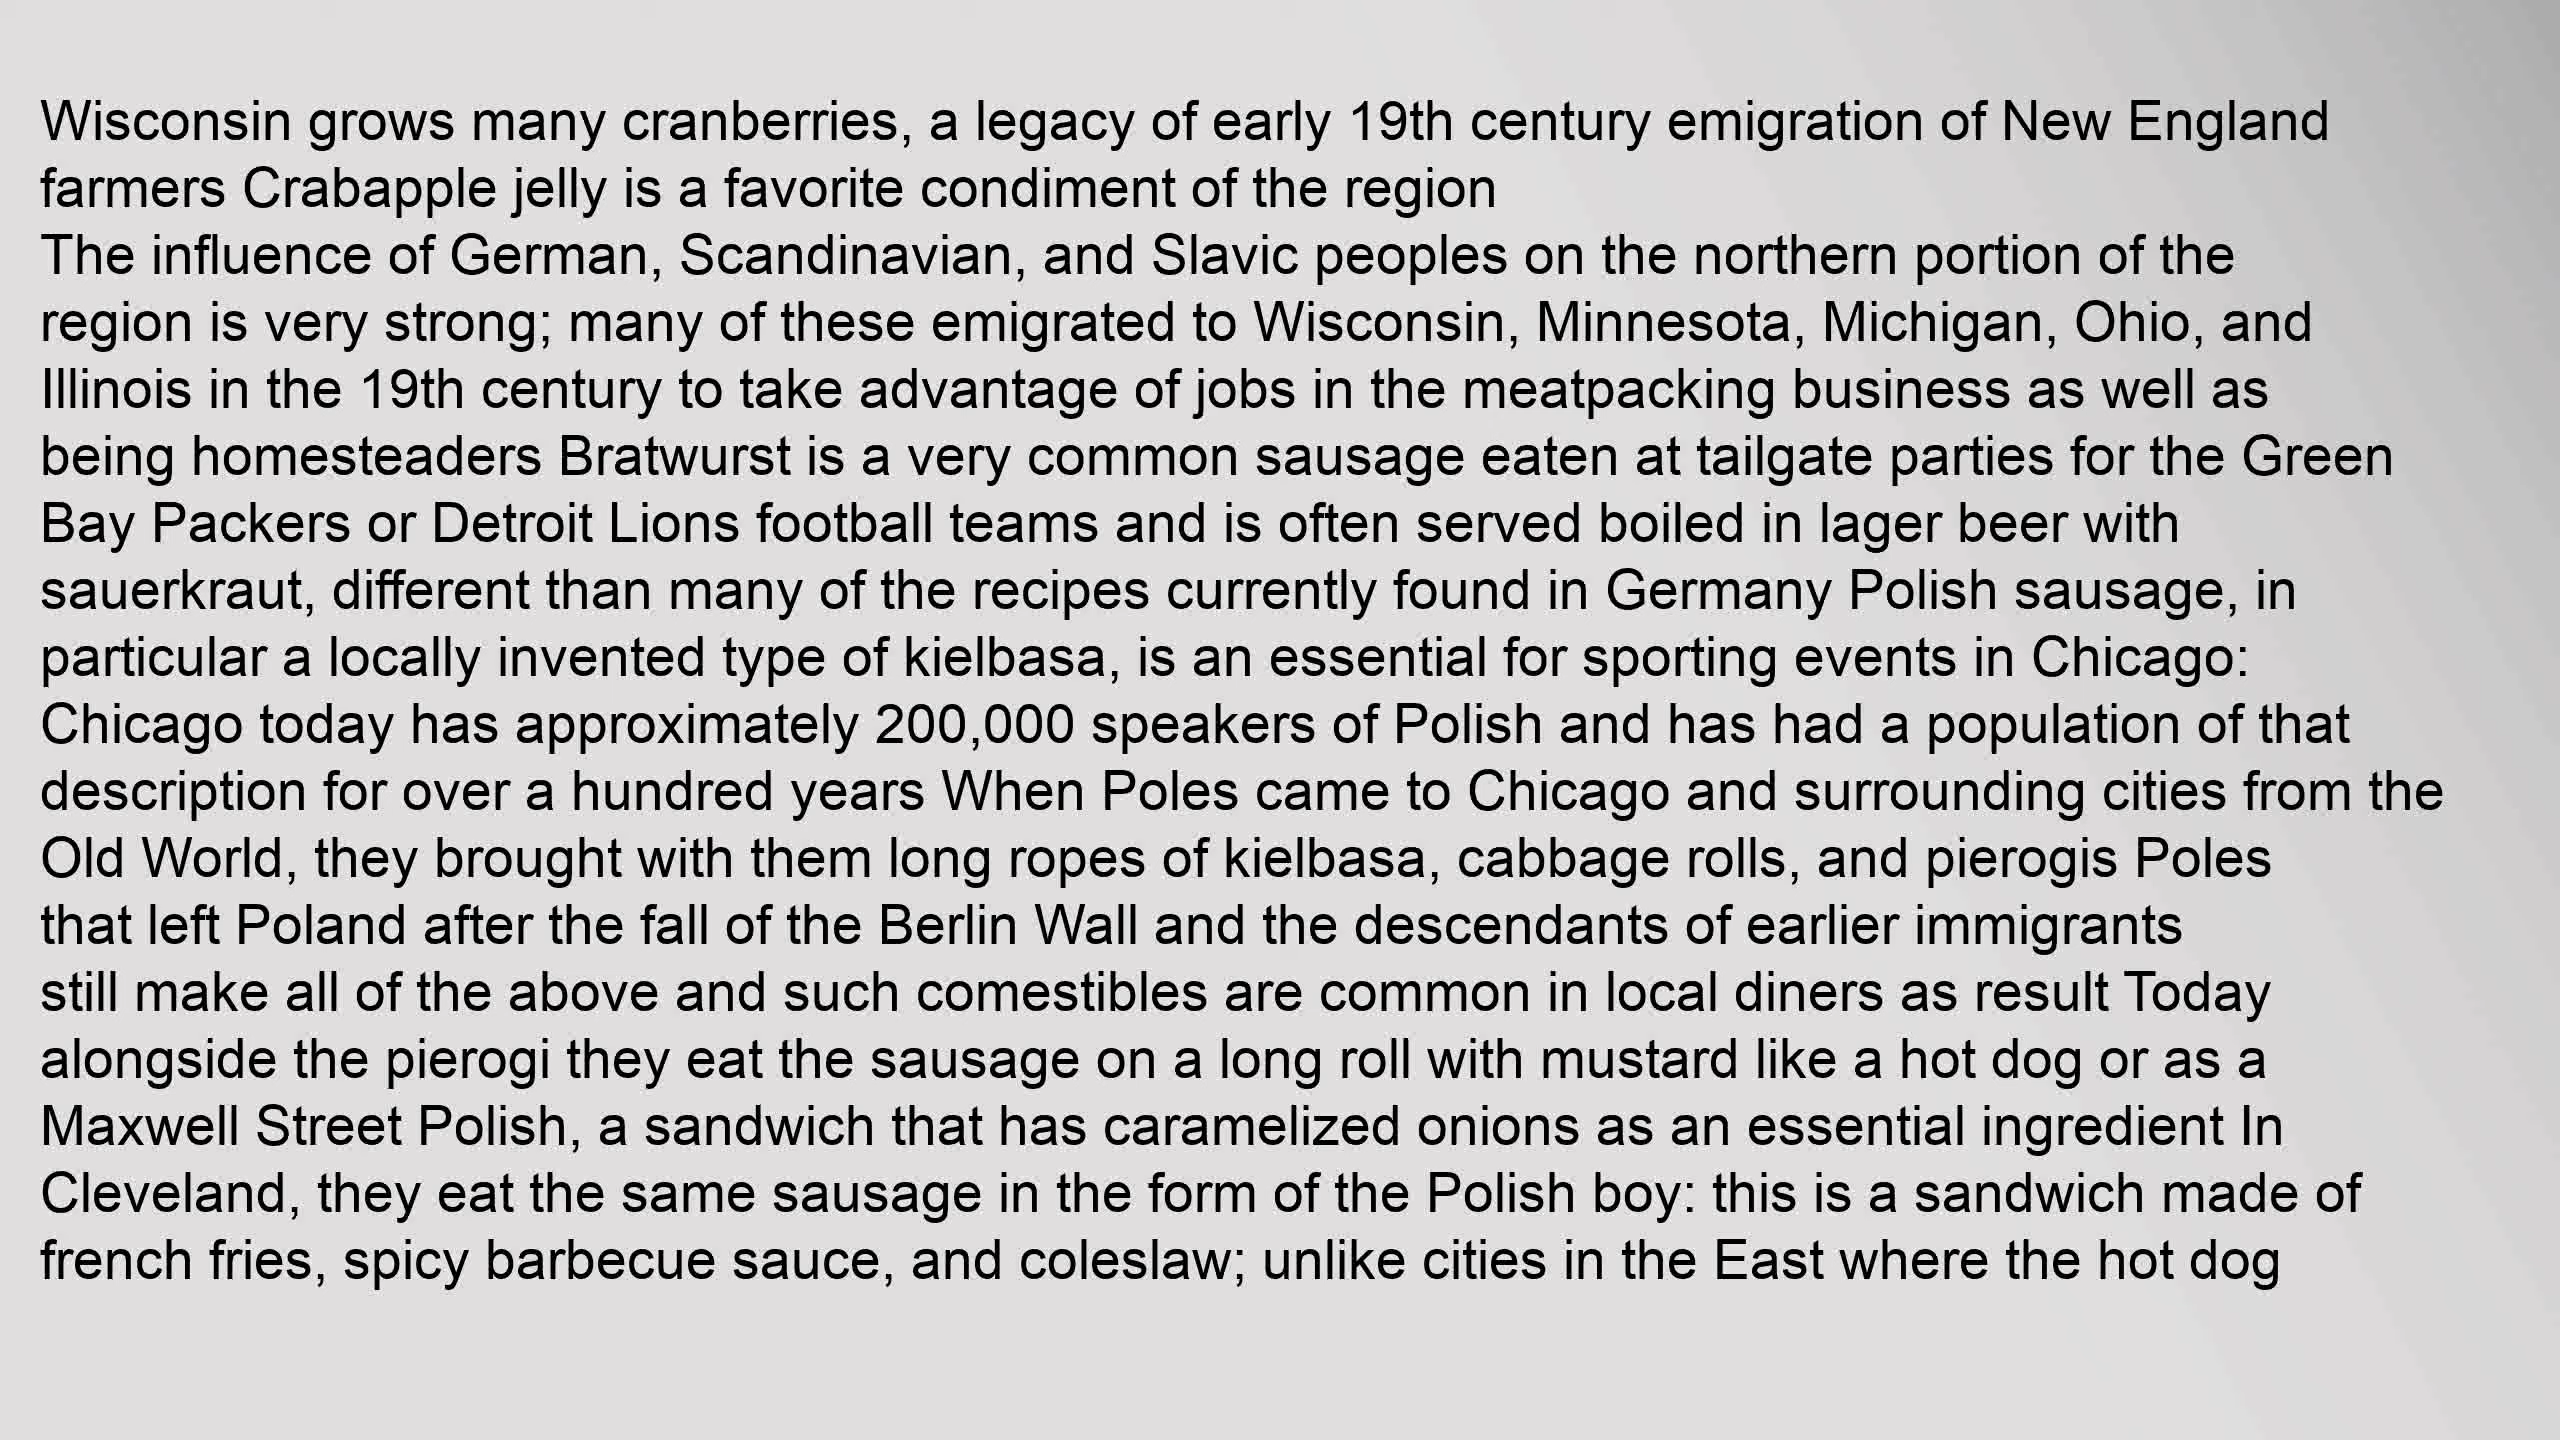 Wisconsin grows many cranberries, a legacy of early 19th century emigration of New England
farmers Crabapple jelly is a favorite condiment of the region
The influence of German, Scandinavian, and Slavic peoples on the northern portion of the
region is very strong; many of these emigrated to Wisconsin, Minnesota, Michigan, Ohio, and
Illinois in the 19th century to take advantage of jobs in the meatpacking business as well as
being homesteaders Bratwurst is a very common sausage eaten at tailgate parties for the Green
Bay Packers or Detroit Lions football teams and is often served boiled in lager beer with
sauerkraut, different than many of the recipes currently found in Germany Polish sausage, in
particular a locally invented type of kielbasa, is an essential for sporting events in Chicago:
Chicago today has approximately 200,000 speakers of Polish and has had a population of that
description for over a hundred years When Poles came to Chicago and surrounding cities from the
Old World, they brought with them long ropes of kielbasa, cabbage rolls, and pierogis Poles
that left Poland after the fall of the Berlin Wall and the descendants of earlier immigrants
still make all of the above and such comestibles are common in local diners as result Today
alongside the pierogi they eat the sausage on a long roll with mustard like a hot dog or as a
Maxwell Street Polish, a sandwich that has caramelized onions as an essential ingredient In
Cleveland, they eat the same sausage in the form of the Polish boy: this is a sandwich made of
french fries, spicy barbecue sauce, and coleslaw; unlike cities in the East where the hot dog